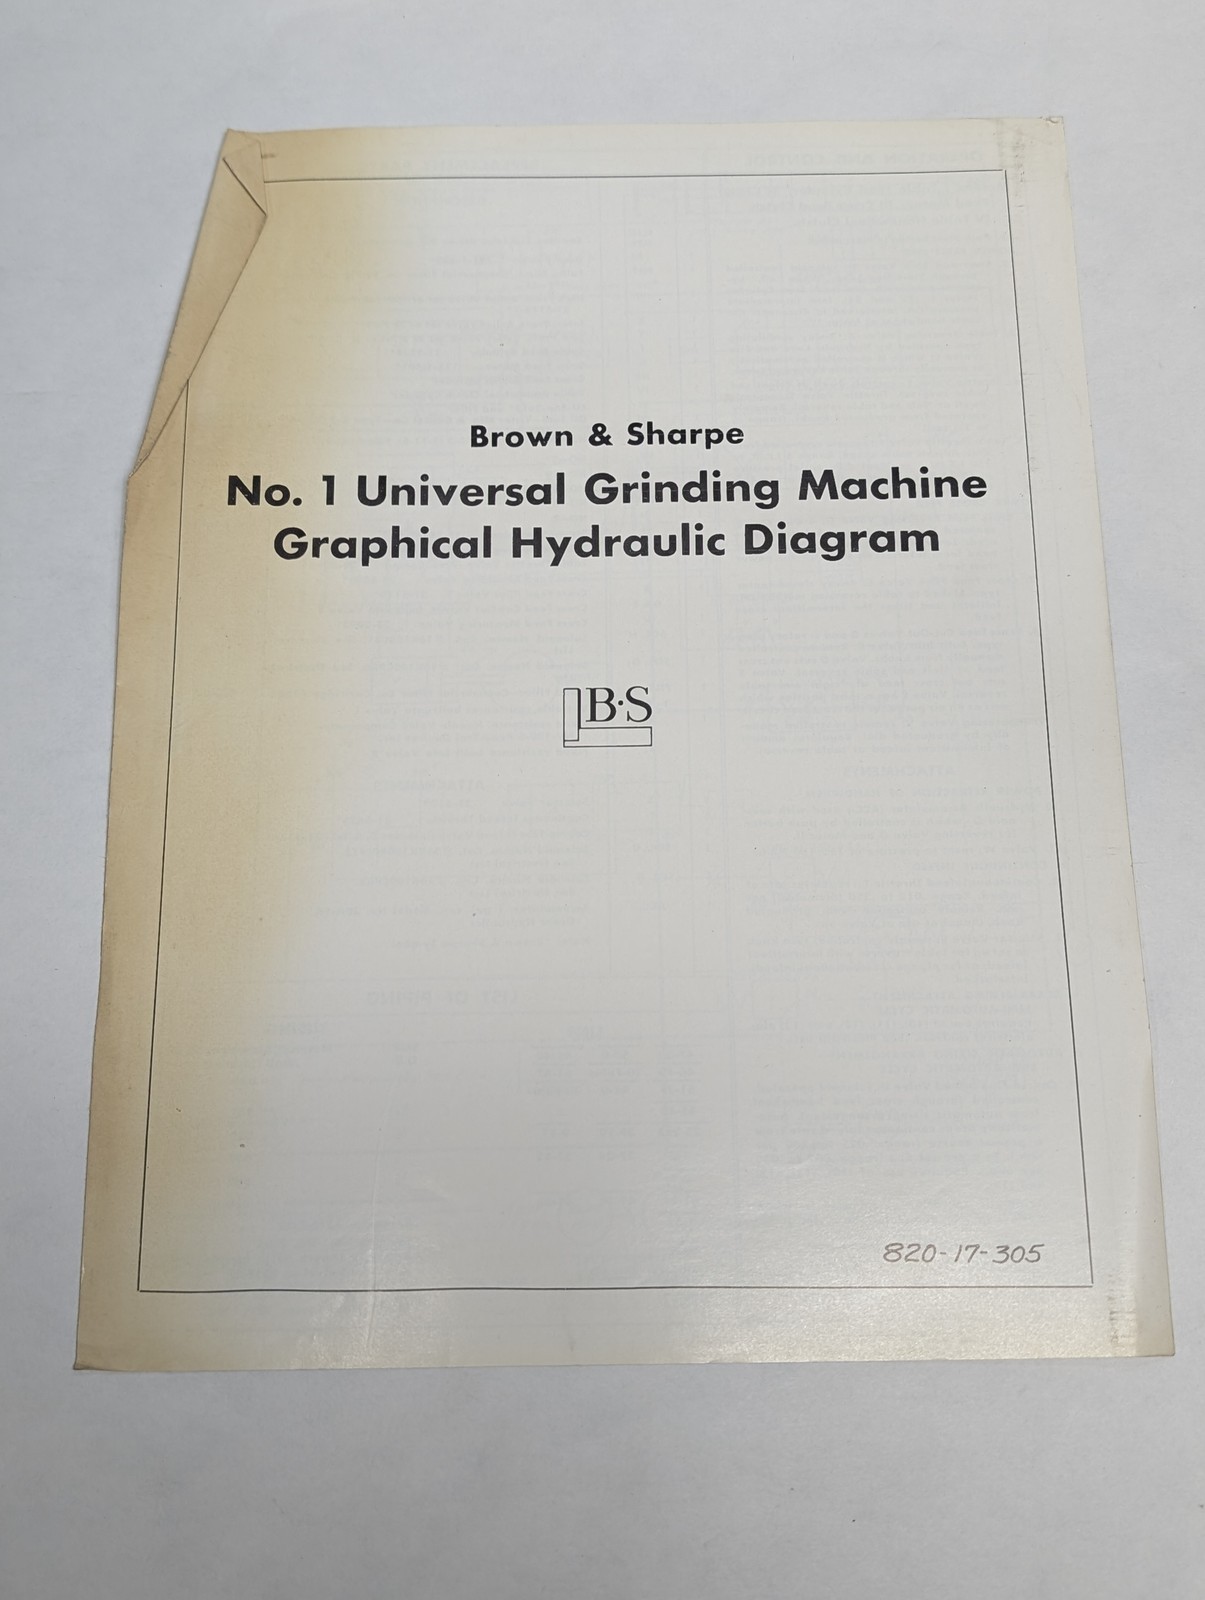 Brown & Sharpe
No. 1 Universal Grinding Machine
Graphical Hydraulic Diagram
B·S
820-17-305